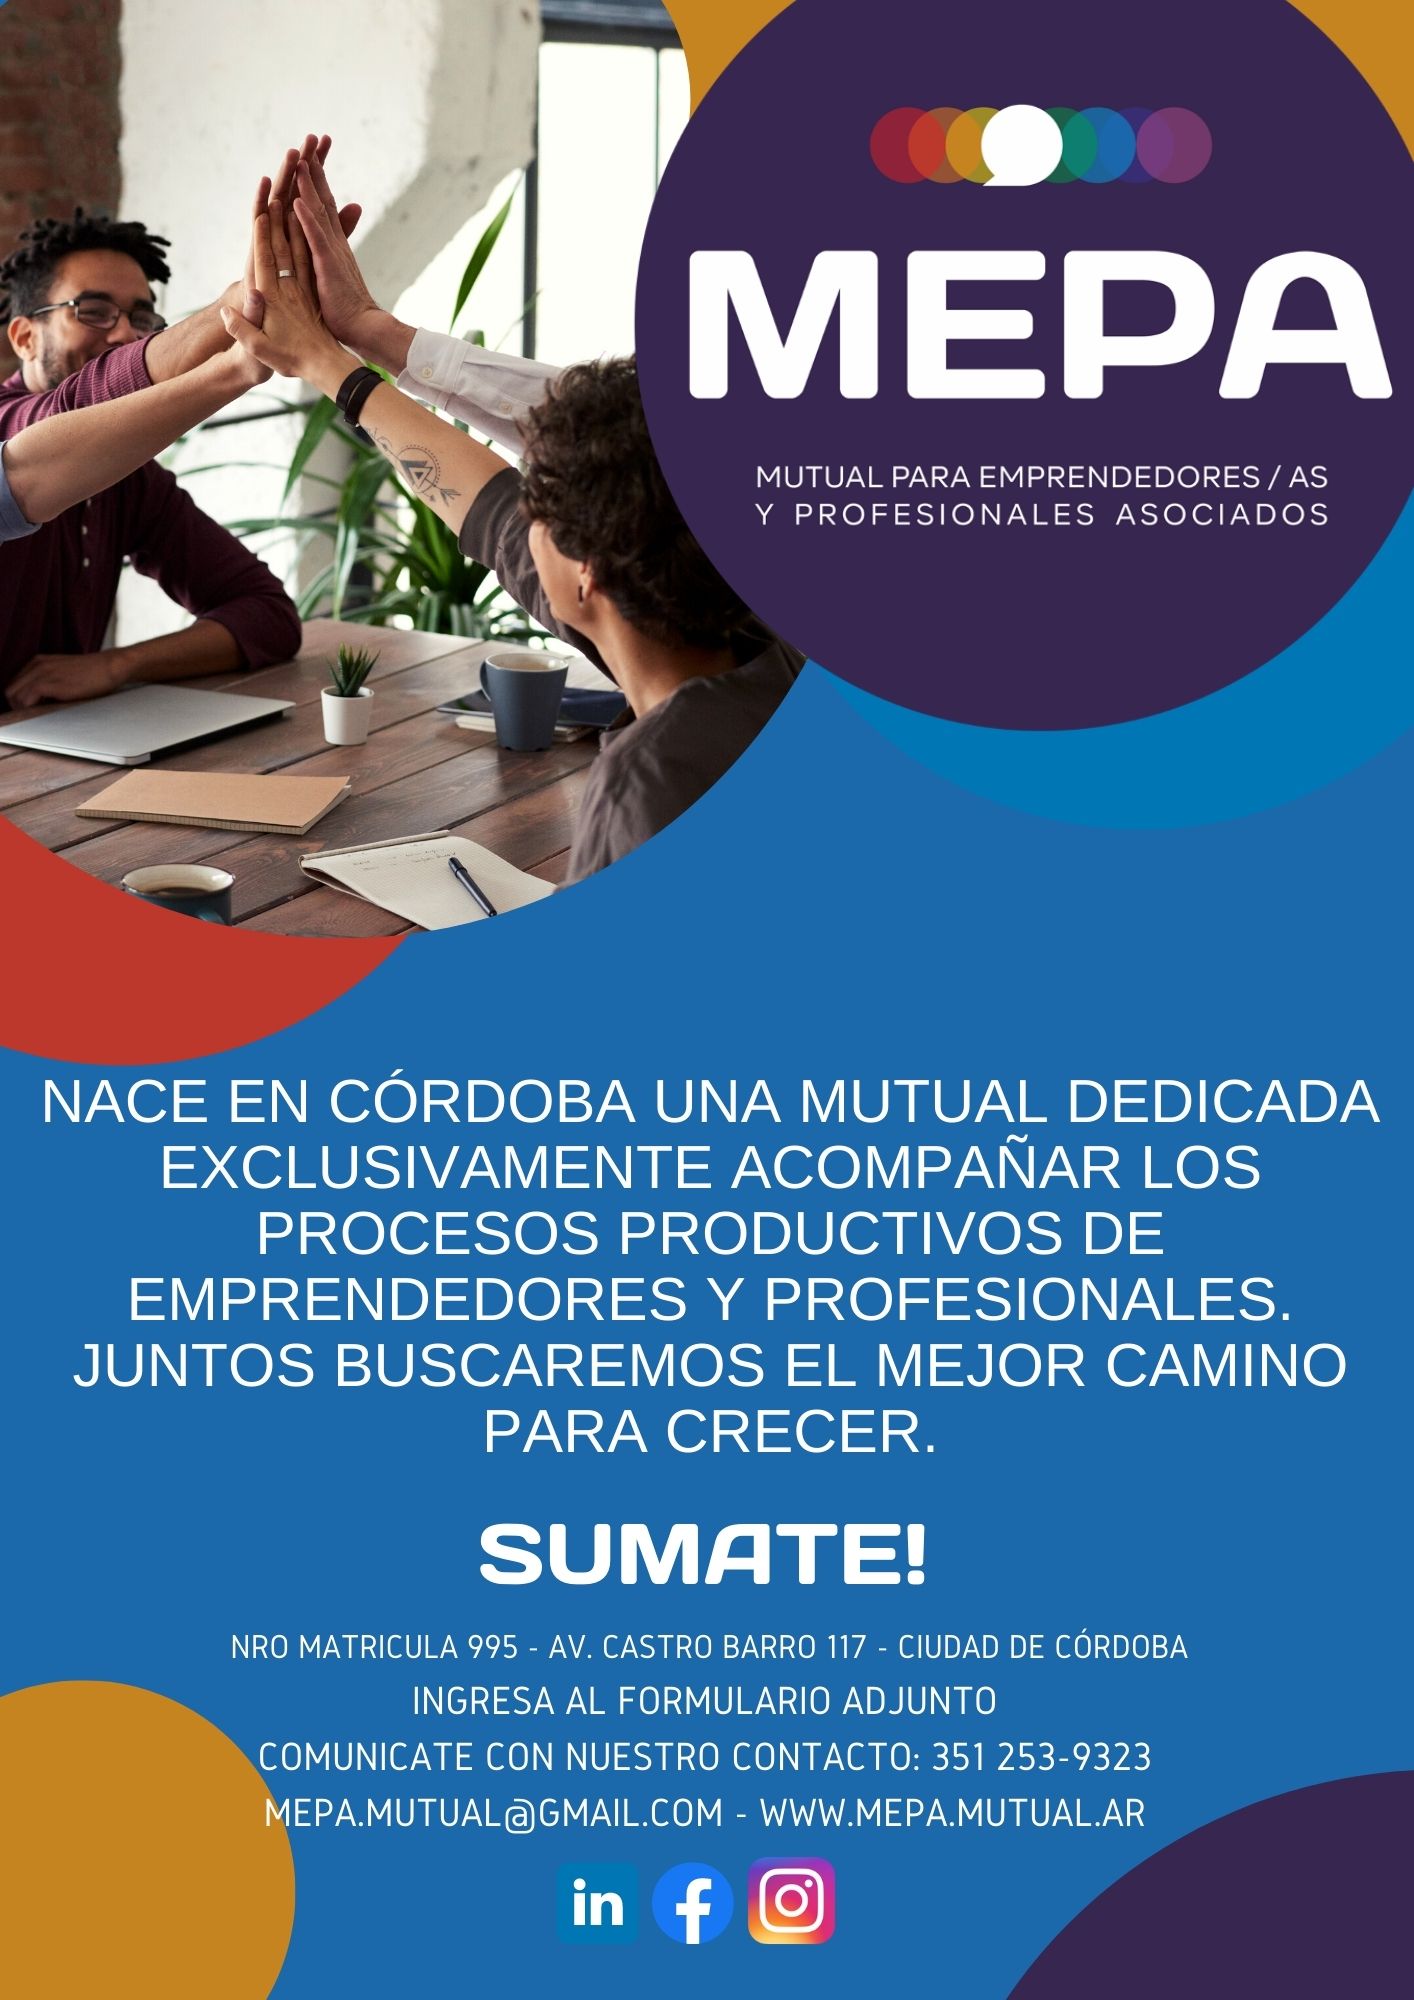 MEPA
MUTUAL PARA EMPRENDEDORES / AS
Y PROFESIONALES ASOCIADOS
NACE EN CÓRDOBA UNA MUTUAL DEDICADA
EXCLUSIVAMENTE ACOMPAÑAR LOS
PROCESOS PRODUCTIVOS DE
EMPRENDEDORES Y PROFESIONALES.
JUNTOS BUSCAREMOS EL MEJOR CAMINO
PARA CRECER.
SUMATE!
NRO MATRICULA 995 - AV. CASTRO BARRO 117 - CIUDAD DE CÓRDOBA
INGRESA AL FORMULARIO ADJUNTO
COMUNICATE CON NUESTRO CONTACTO: 351 253-9323
MEPA.MUTUAL@GMAIL.COM - WWW.MEPA.MUTUAL.AR
in f